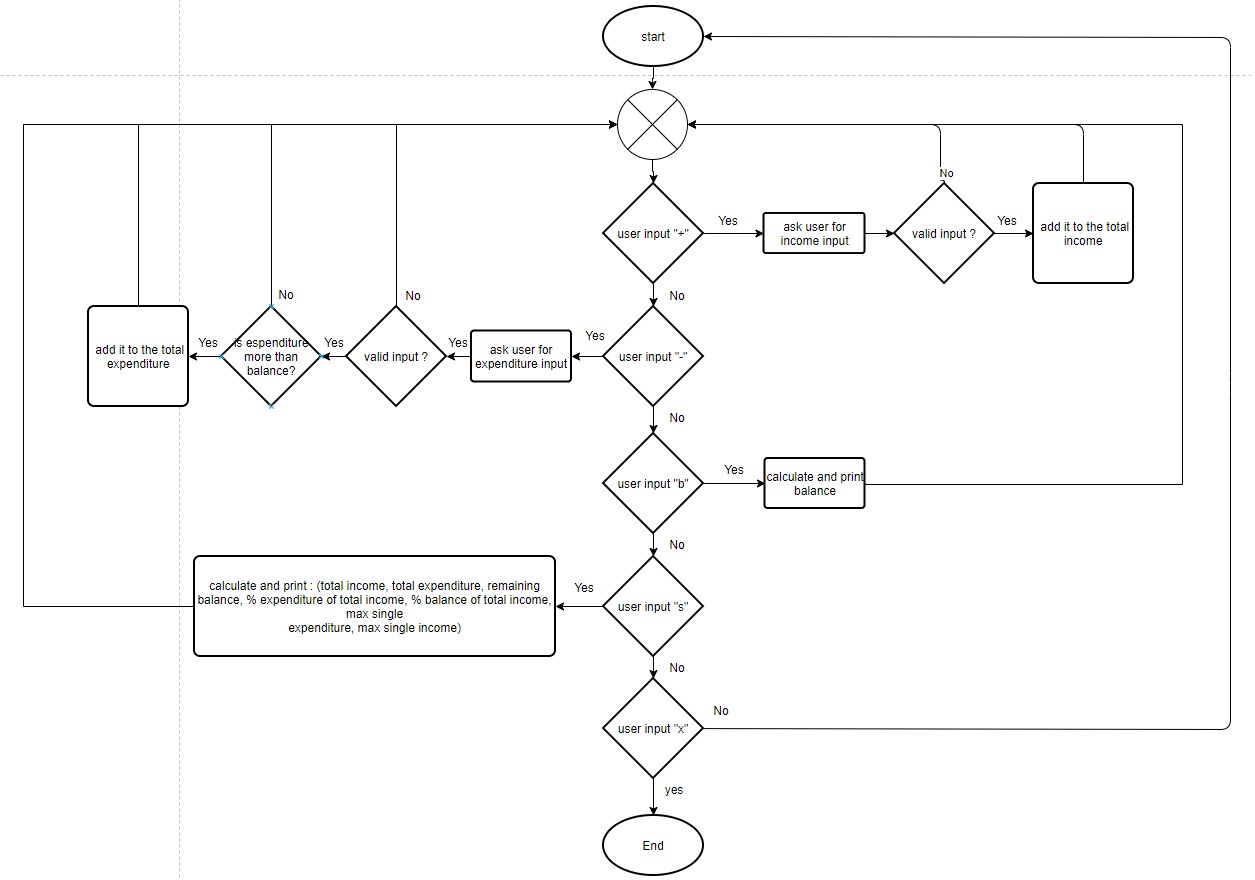 start
No
user input "+"
Yes
ask user for
income input
valid input ?
Yes
add it to the total
income
No
No
No
add it to the total
expenditure
Yes
is espenditure
more than
balance?
Yes
valid input ?
Yes
ask user for
expenditure input
Yes
user input "-"
No
user input "b"
Yes
calculate and print
balance
No
calculate and print : (total income, total expenditure, remaining
balance, % expenditure of total income, % balance of total income,
max single
expenditure, max single income)
Yes
user input "s"
No
user input "x"
No
yes
End